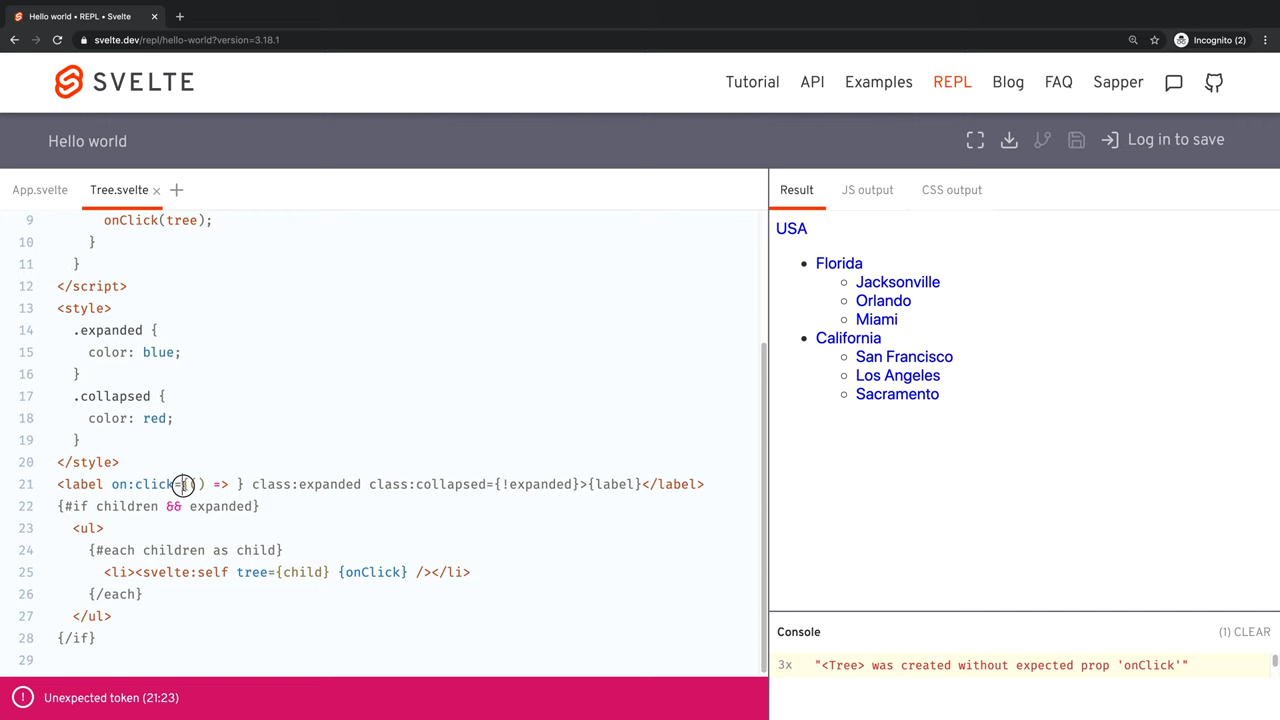 Hello world • REPL • Svelte
svelte.dev/repl/hello-world?version=3.18.1
Incognito (2)
SVELTE
Tutorial API Examples REPL Blog FAQ Sapper
Hello world
Log in to save
App.svelte Tree.svelte
Result JS output CSS output
9 onClick(tree);
10 }
11 }
12 </script>
13 <style>
14 .expanded {
15 color: blue;
16 }
17 .collapsed {
18 color: red;
19 }
20 </style>
21 <label on:click={() => } class:expanded class:collapsed={!expanded}>{label}</label>
22 {#if children && expanded}
23 <ul>
24 {#each children as child}
25 <li><svelte:self tree={child} {onClick} /></li>
26 {/each}
27 </ul>
28 {/if}
29
Unexpected token (21:23)
USA
Florida
Jacksonville
Orlando
Miami
California
San Francisco
Los Angeles
Sacramento
Console
(1) CLEAR
3x "<Tree> was created without expected prop 'onClick'"